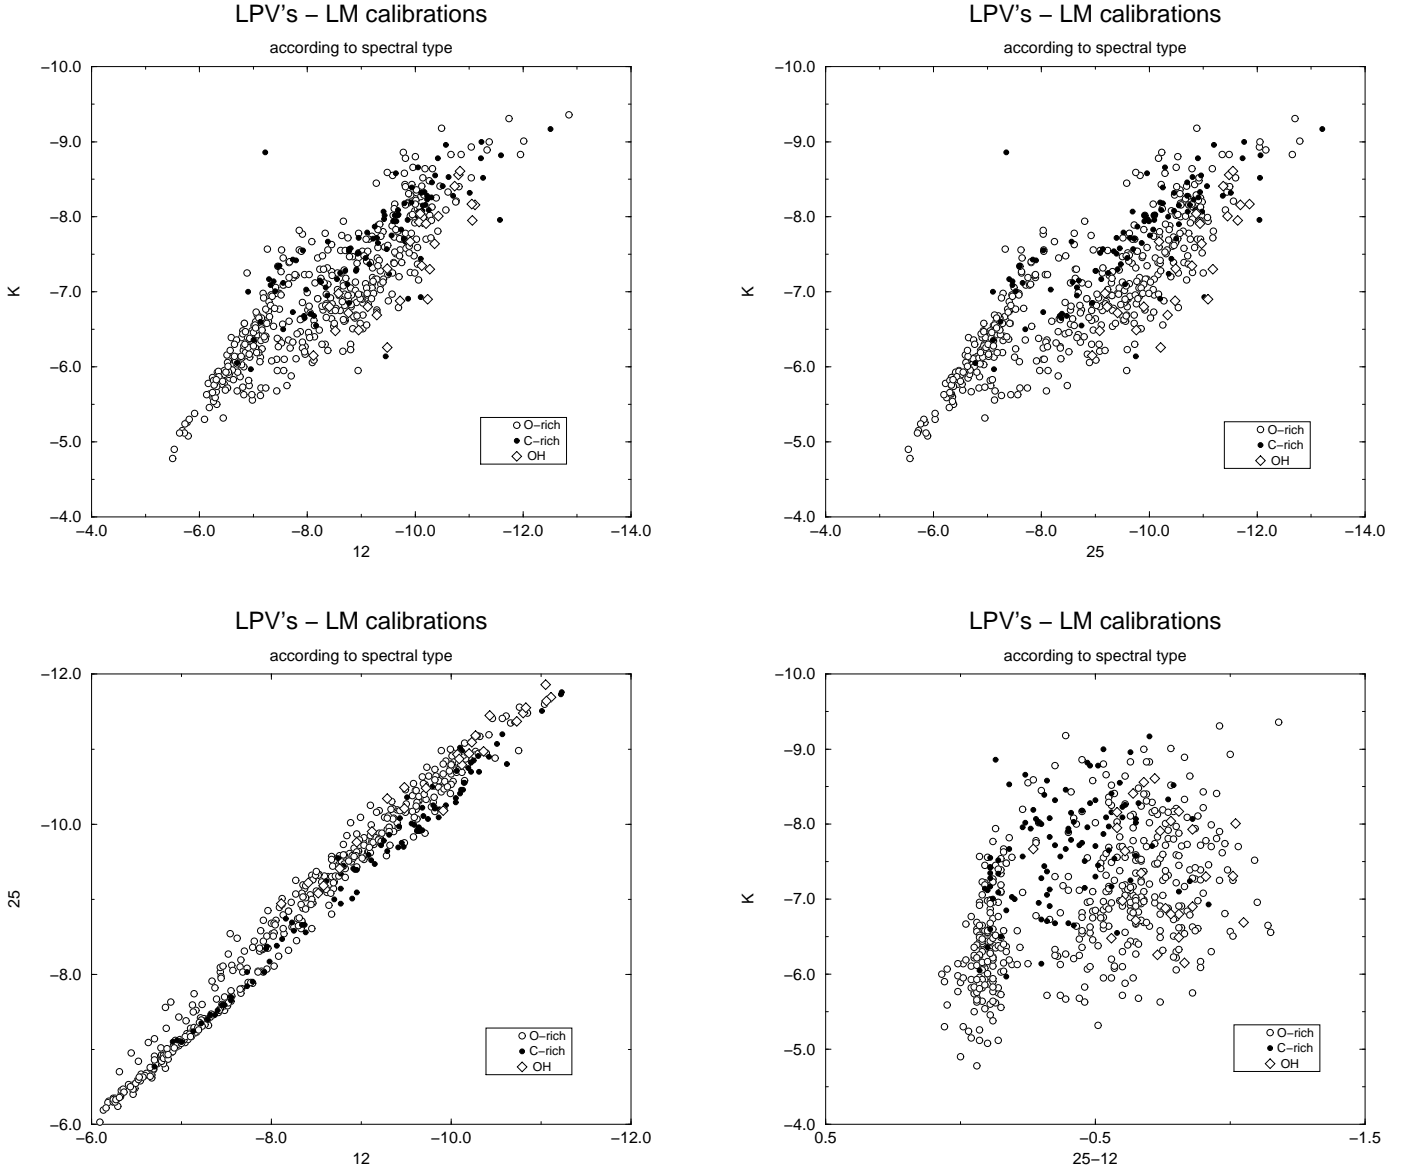 LPV's – LM calibrations
according to spectral type
–10.0
–9.0
–8.0
–7.0
–6.0
–5.0
–4.0
K
–4.0 –6.0 –8.0 –10.0 –12.0 –14.0
12
O–rich
C–rich
OH
LPV's – LM calibrations
according to spectral type
–10.0
–9.0
–8.0
–7.0
–6.0
–5.0
–4.0
K
–4.0 –6.0 –8.0 –10.0 –12.0 –14.0
25
O–rich
C–rich
OH
LPV's – LM calibrations
according to spectral type
–12.0
–10.0
–8.0
–6.0
25
–6.0 –8.0 –10.0 –12.0
12
O–rich
C–rich
OH
LPV's – LM calibrations
according to spectral type
–10.0
–9.0
–8.0
–7.0
–6.0
–5.0
–4.0
K
0.5 –0.5 –1.5
25–12
O–rich
C–rich
OH